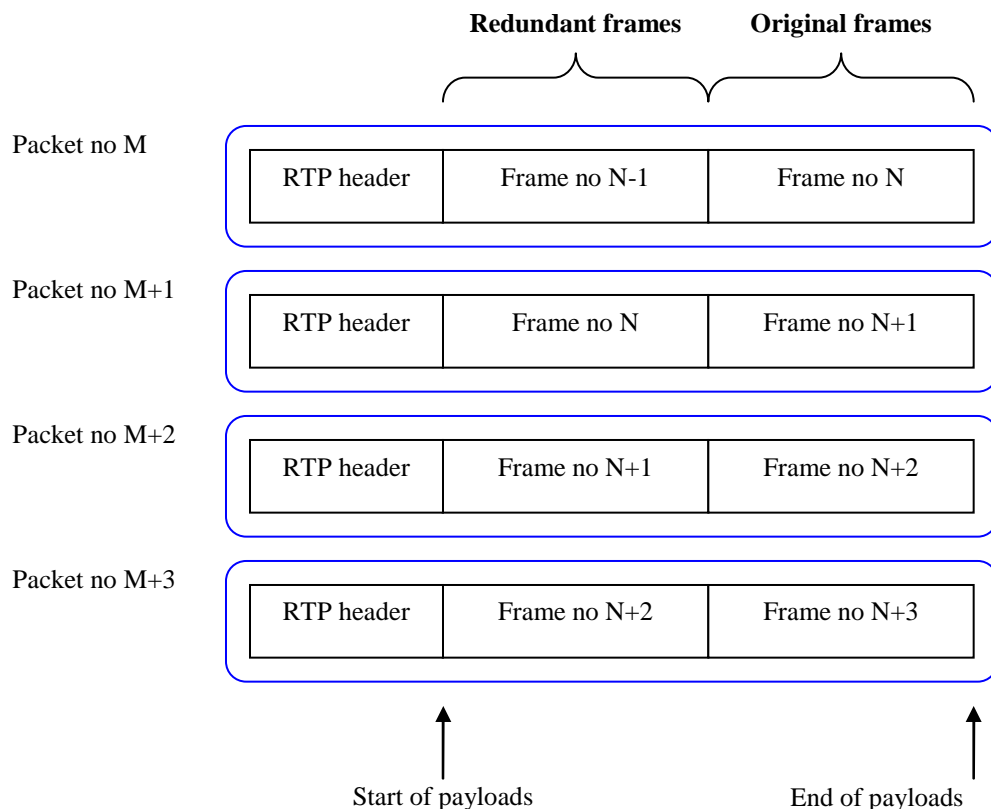 Redundant frames Original frames
Packet no M
RTP header Frame no N-1 Frame no N
Packet no M+1
RTP header Frame no N Frame no N+1
Packet no M+2
RTP header Frame no N+1 Frame no N+2
Packet no M+3
RTP header Frame no N+2 Frame no N+3
Start of payloads End of payloads